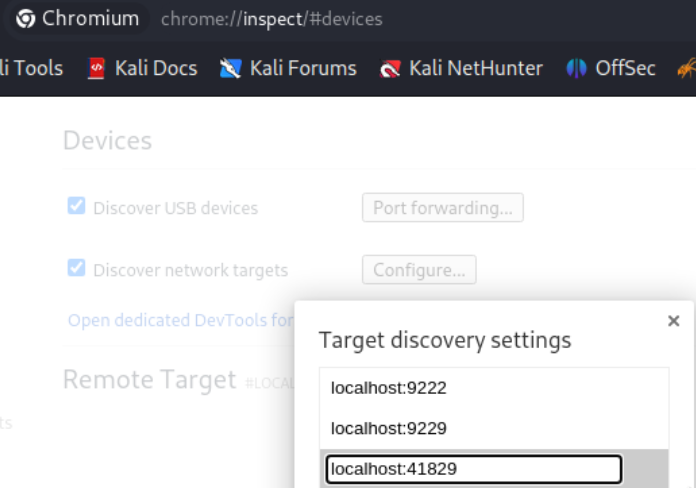 Chromium chrome://inspect/#devices
li Tools Kali Docs Kali Forums Kali NetHunter OffSec
Devices
Discover USB devices Port forwarding...
Discover network targets Configure...
Open dedicated DevTools for
Target discovery settings
Remote Target #LOCAL
localhost:9222
localhost:9229
ts
localhost:41829